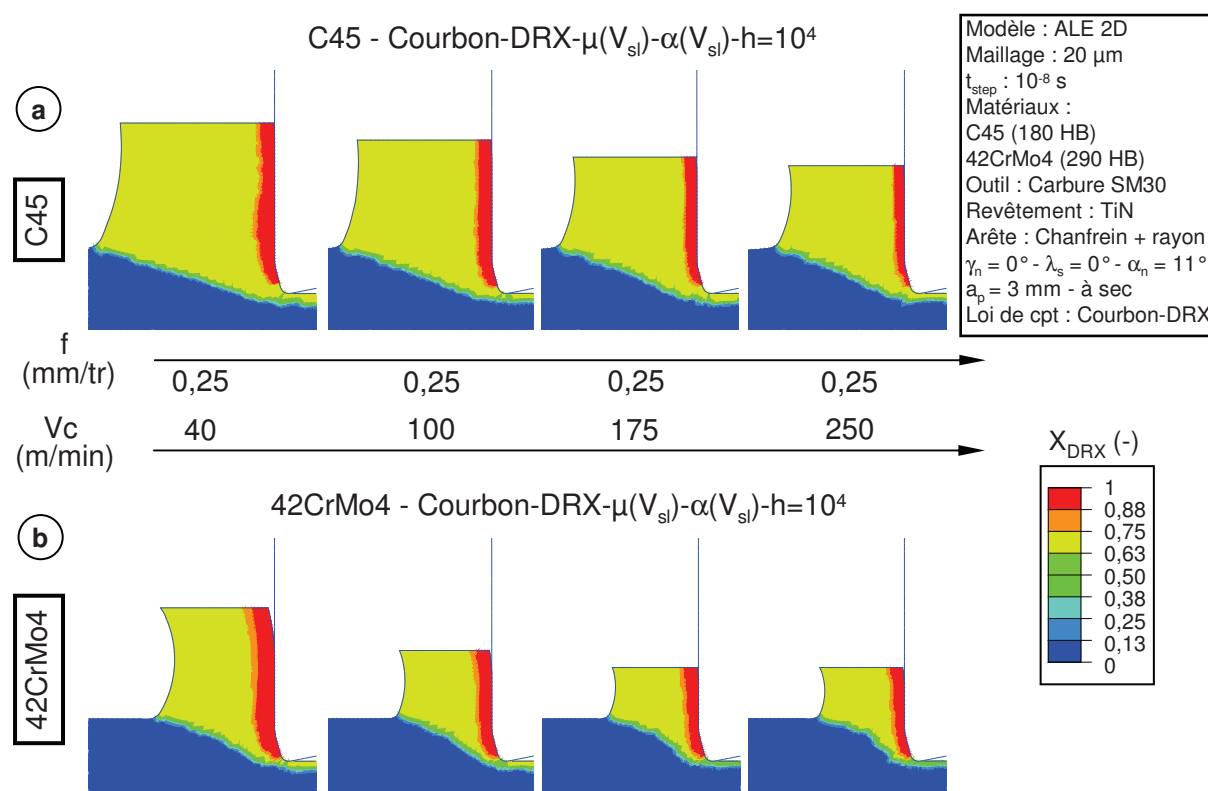 C45 - Courbon-DRX-μ(Vsl)-α(Vsl)-h=10⁴
Modèle : ALE 2D
Maillage : 20 μm
tstep : 10⁻⁸ s
Matériaux :
C45 (180 HB)
42CrMo4 (290 HB)
Outil : Carbure SM30
Revêtement : TiN
Arête : Chanfrein + rayon
γn = 0° - λs = 0° - αn = 11°
ap = 3 mm - à sec
Loi de cpt : Courbon-DRX
a
C45
f
(mm/tr)
0,25 0,25 0,25 0,25
Vc
(m/min)
40 100 175 250
42CrMo4 - Courbon-DRX-μ(Vsl)-α(Vsl)-h=10⁴
b
42CrMo4
XDRX (-)
1
0,88
0,75
0,63
0,50
0,38
0,25
0,13
0